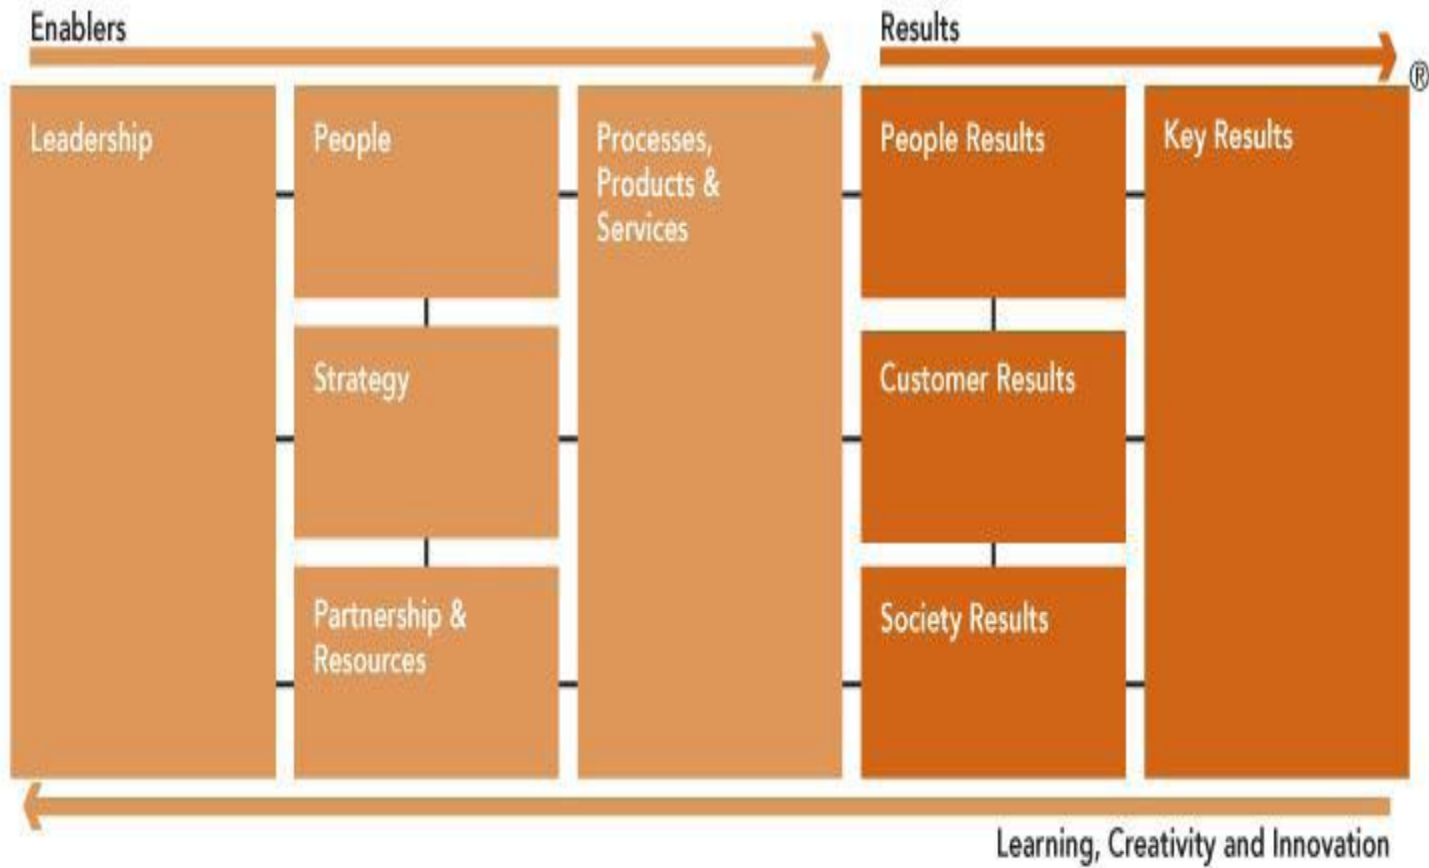 Enablers
Results
®
Leadership
People
Processes,
Products &
Services
People Results
Key Results
Strategy
Customer Results
Partnership &
Resources
Society Results
Learning, Creativity and Innovation